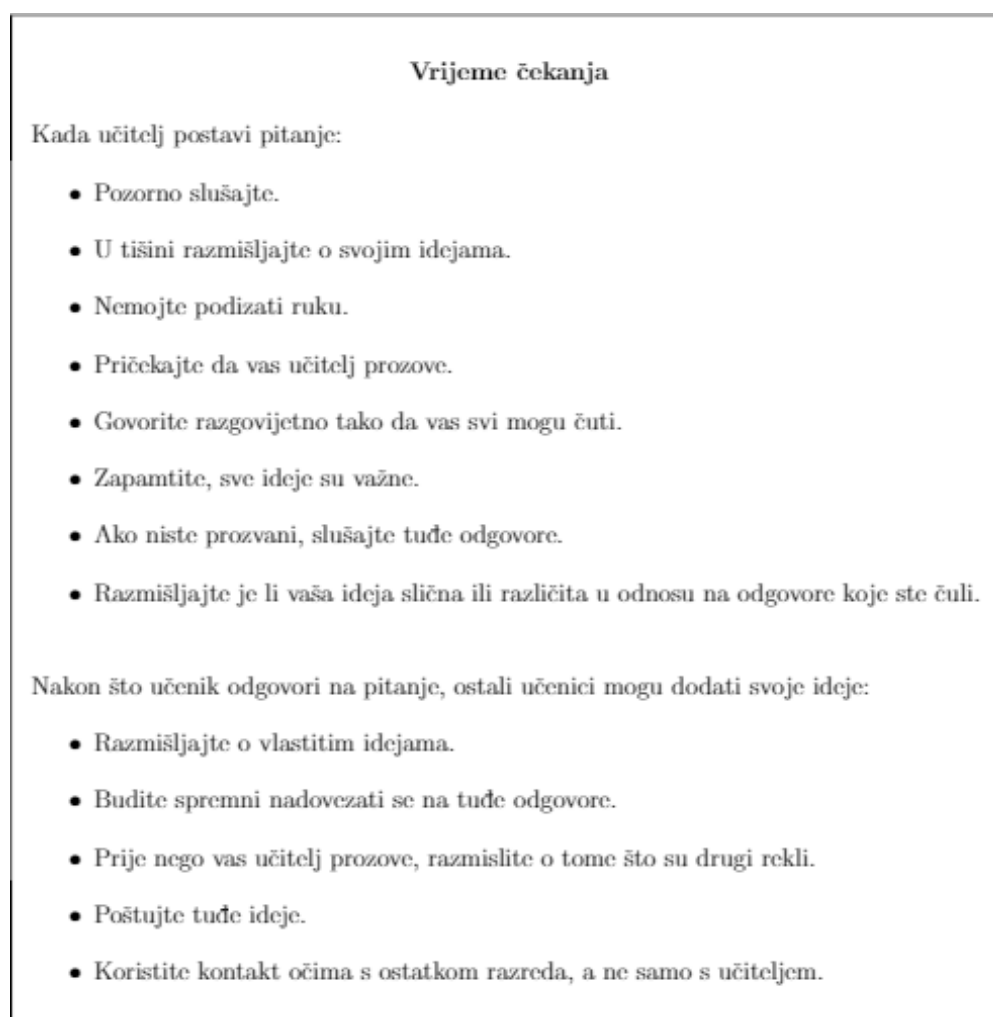 Vrijeme čekanja
Kada učitelj postavi pitanje:
• Pozorno slušajte.
• U tišini razmišljajte o svojim idejama.
• Nemojte podizati ruku.
• Pričekajte da vas učitelj prozove.
• Govorite razgovijetno tako da vas svi mogu čuti.
• Zapamtite, sve ideje su važne.
• Ako niste prozvani, slušajte tuđe odgovore.
• Razmišljajte je li vaša ideja slična ili različita u odnosu na odgovore koje ste čuli.
Nakon što učenik odgovori na pitanje, ostali učenici mogu dodati svoje ideje:
• Razmišljajte o vlastitim idejama.
• Budite spremni nadovezati se na tuđe odgovore.
• Prije nego vas učitelj prozove, razmislite o tome što su drugi rekli.
• Poštujte tuđe ideje.
• Koristite kontakt očima s ostatkom razreda, a ne samo s učiteljem.